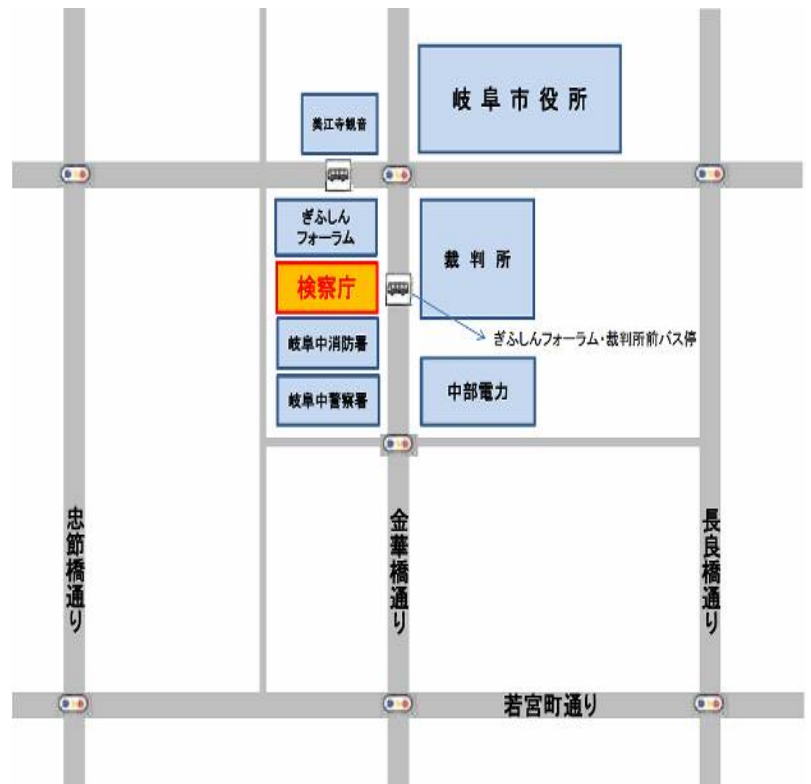 岐阜市役所
美江寺観音
ぎふしん
フォーラム
裁判所
検察庁
ぎふしんフォーラム・裁判所前バス停
岐阜中消防署
中部電力
岐阜中警察署
忠節橋通り
金華橋通り
長良橋通り
若宮町通り